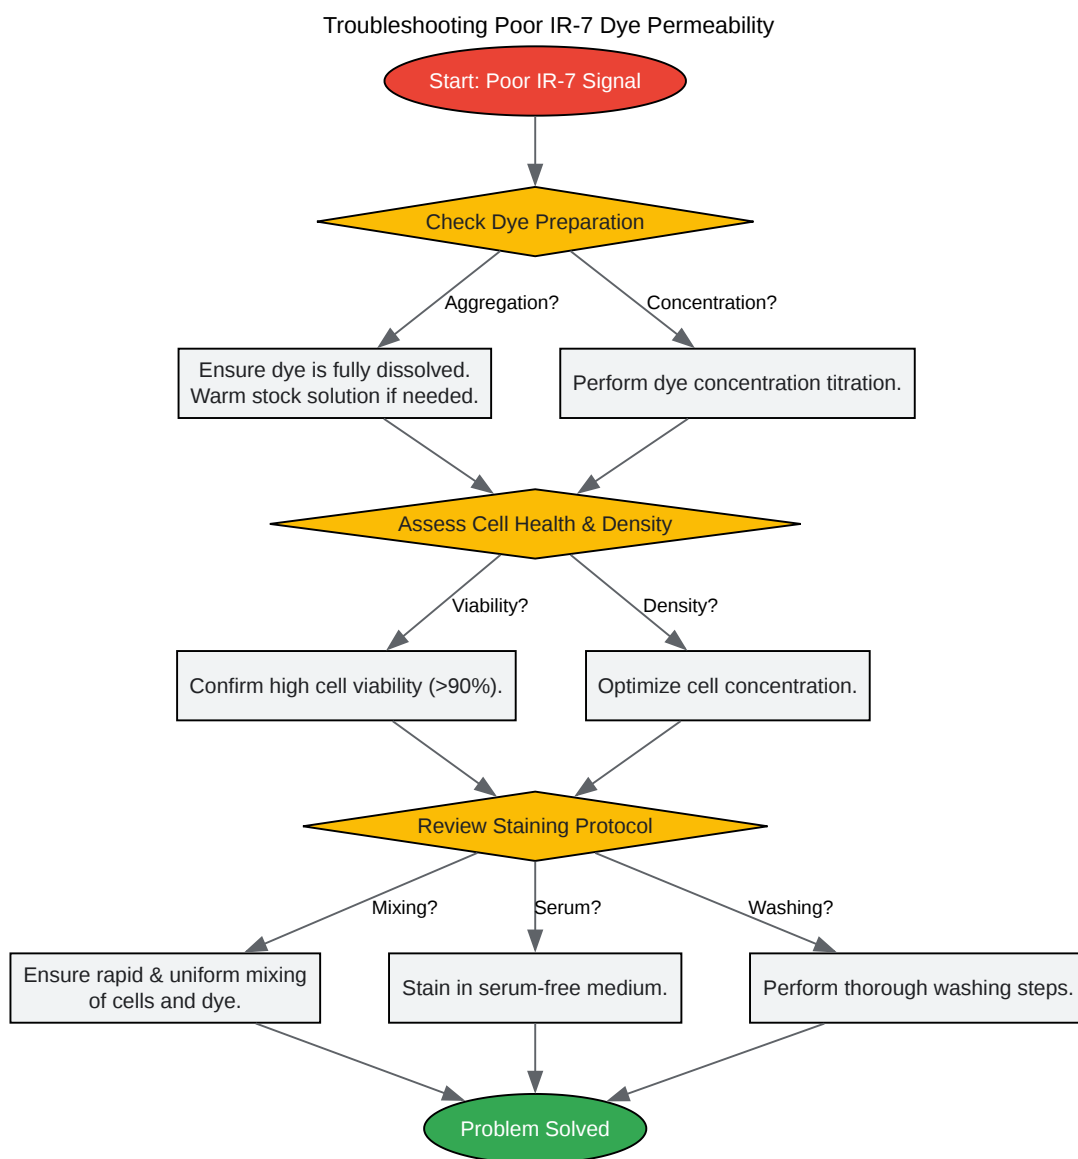 Troubleshooting Poor IR-7 Dye Permeability
Start: Poor IR-7 Signal
Check Dye Preparation
Aggregation?
Concentration?
Ensure dye is fully dissolved.
Warm stock solution if needed.
Perform dye concentration titration.
Assess Cell Health & Density
Viability?
Density?
Confirm high cell viability (>90%).
Optimize cell concentration.
Review Staining Protocol
Mixing?
Serum?
Washing?
Ensure rapid & uniform mixing
of cells and dye.
Stain in serum-free medium.
Perform thorough washing steps.
Problem Solved